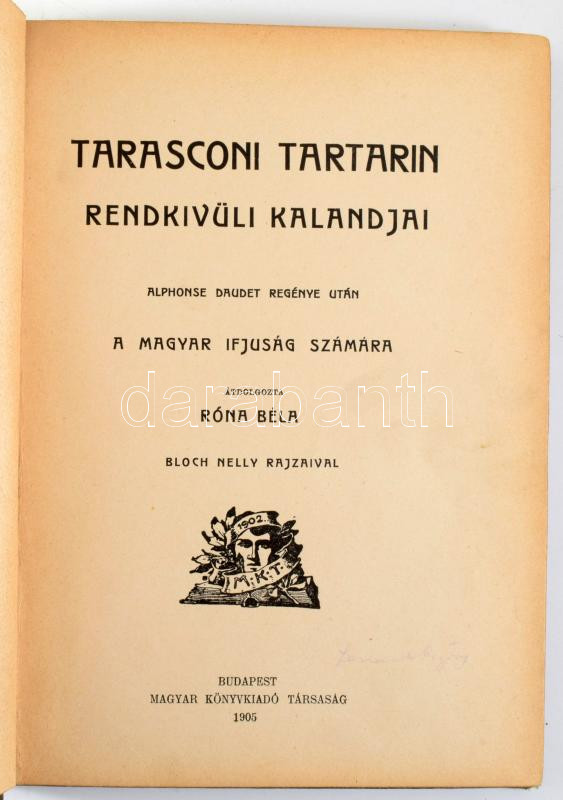 TARASCONI TARTARIN
RENDKIVÜLI KALANDJAI
ALPHONSE DAUDET REGÉNYE UTÁN
A MAGYAR IFJUSÁG SZÁMÁRA
ÁTDOLGOZTA
darabanth
RÓNA BÉLA
BLOCH NELLY RAJZAIVAL
1902.
M.K.T.
BUDAPEST
MAGYAR KÖNYVKIADÓ TÁRSASÁG
1905